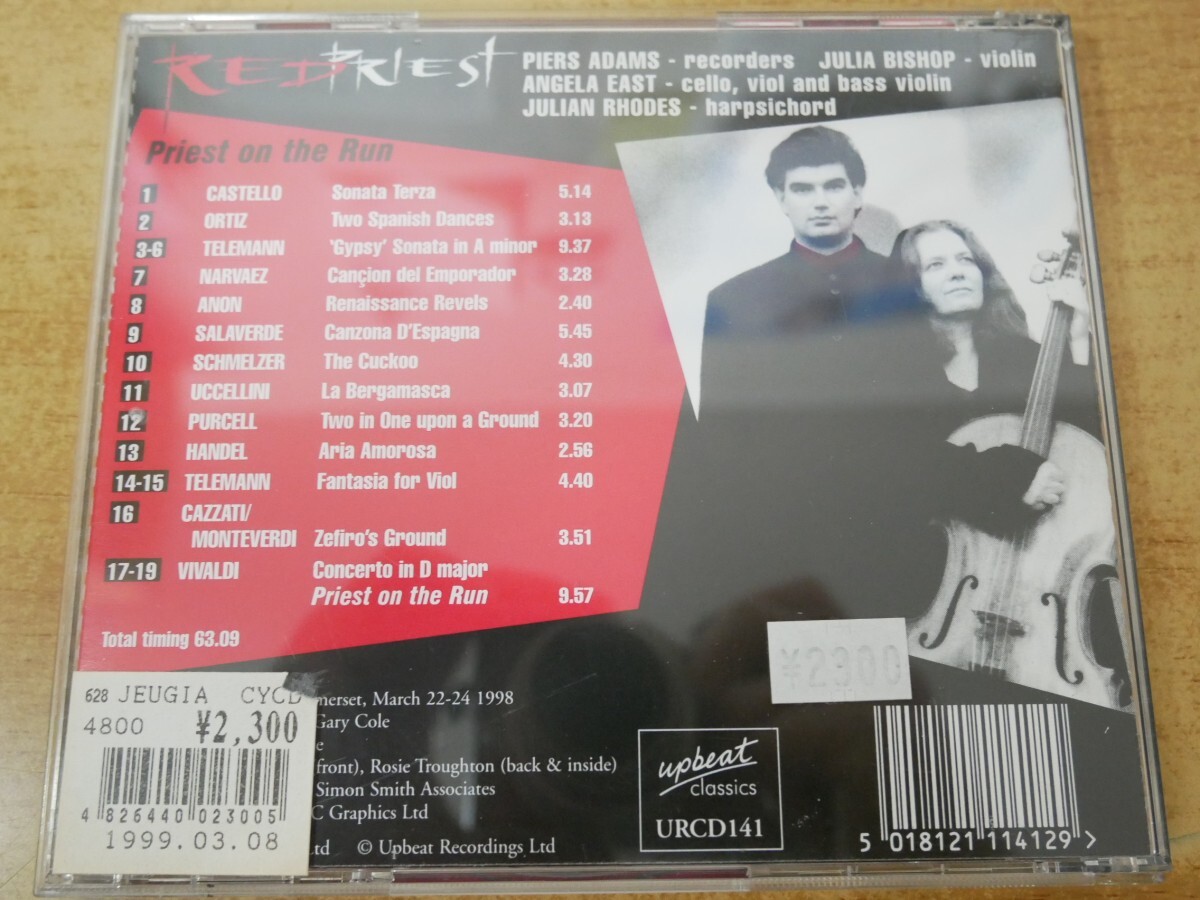 RED PRIEST
PIERS ADAMS - recorders JULIA BISHOP - violin
ANGELA EAST - cello, viol and bass violin
JULIAN RHODES - harpsichord
Priest on the Run
1 CASTELLO Sonata Terza 5.14
2 ORTIZ Two Spanish Dances 3.13
3-6 TELEMANN 'Gypsy' Sonata in A minor 9.37
7 NARVAEZ Cançion del Emporador 3.28
8 ANON Renaissance Revels 2.40
9 SALAVERDE Canzona D'Espagna 5.45
10 SCHMELZER The Cuckoo 4.30
11 UCCELLINI La Bergamasca 3.07
12 PURCELL Two in One upon a Ground 3.20
13 HANDEL Aria Amorosa 2.56
14-15 TELEMANN Fantasia for Viol 4.40
16 CAZZATI/
MONTEVERDI Zefiro's Ground 3.51
17-19 VIVALDI Concerto in D major
Priest on the Run 9.57
Total timing 63.09
¥2300
628 JEUGIA CYCD
4800 ¥2,300
4 826440 023005
1999.03.08
merset, March 22-24 1998
Gary Cole
e
front), Rosie Troughton (back & inside)
Simon Smith Associates
C Graphics Ltd
td © Upbeat Recordings Ltd
upbeat
classics
URCD141
5 018121 114129 >